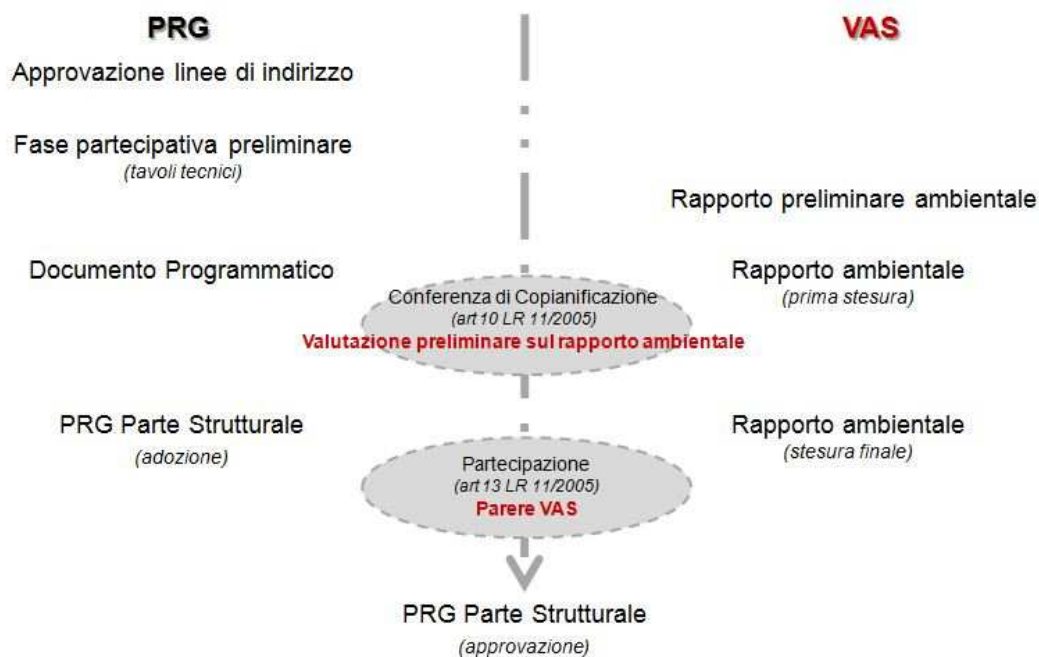 PRG
VAS
Approvazione linee di indirizzo
Fase partecipativa preliminare
(tavoli tecnici)
Rapporto preliminare ambientale
Documento Programmatico
Rapporto ambientale
(prima stesura)
Conferenza di Copianificazione
(art 10 LR 11/2005)
Valutazione preliminare sul rapporto ambientale
PRG Parte Strutturale
(adozione)
Rapporto ambientale
(stesura finale)
Partecipazione
(art 13 LR 11/2005)
Parere VAS
PRG Parte Strutturale
(approvazione)